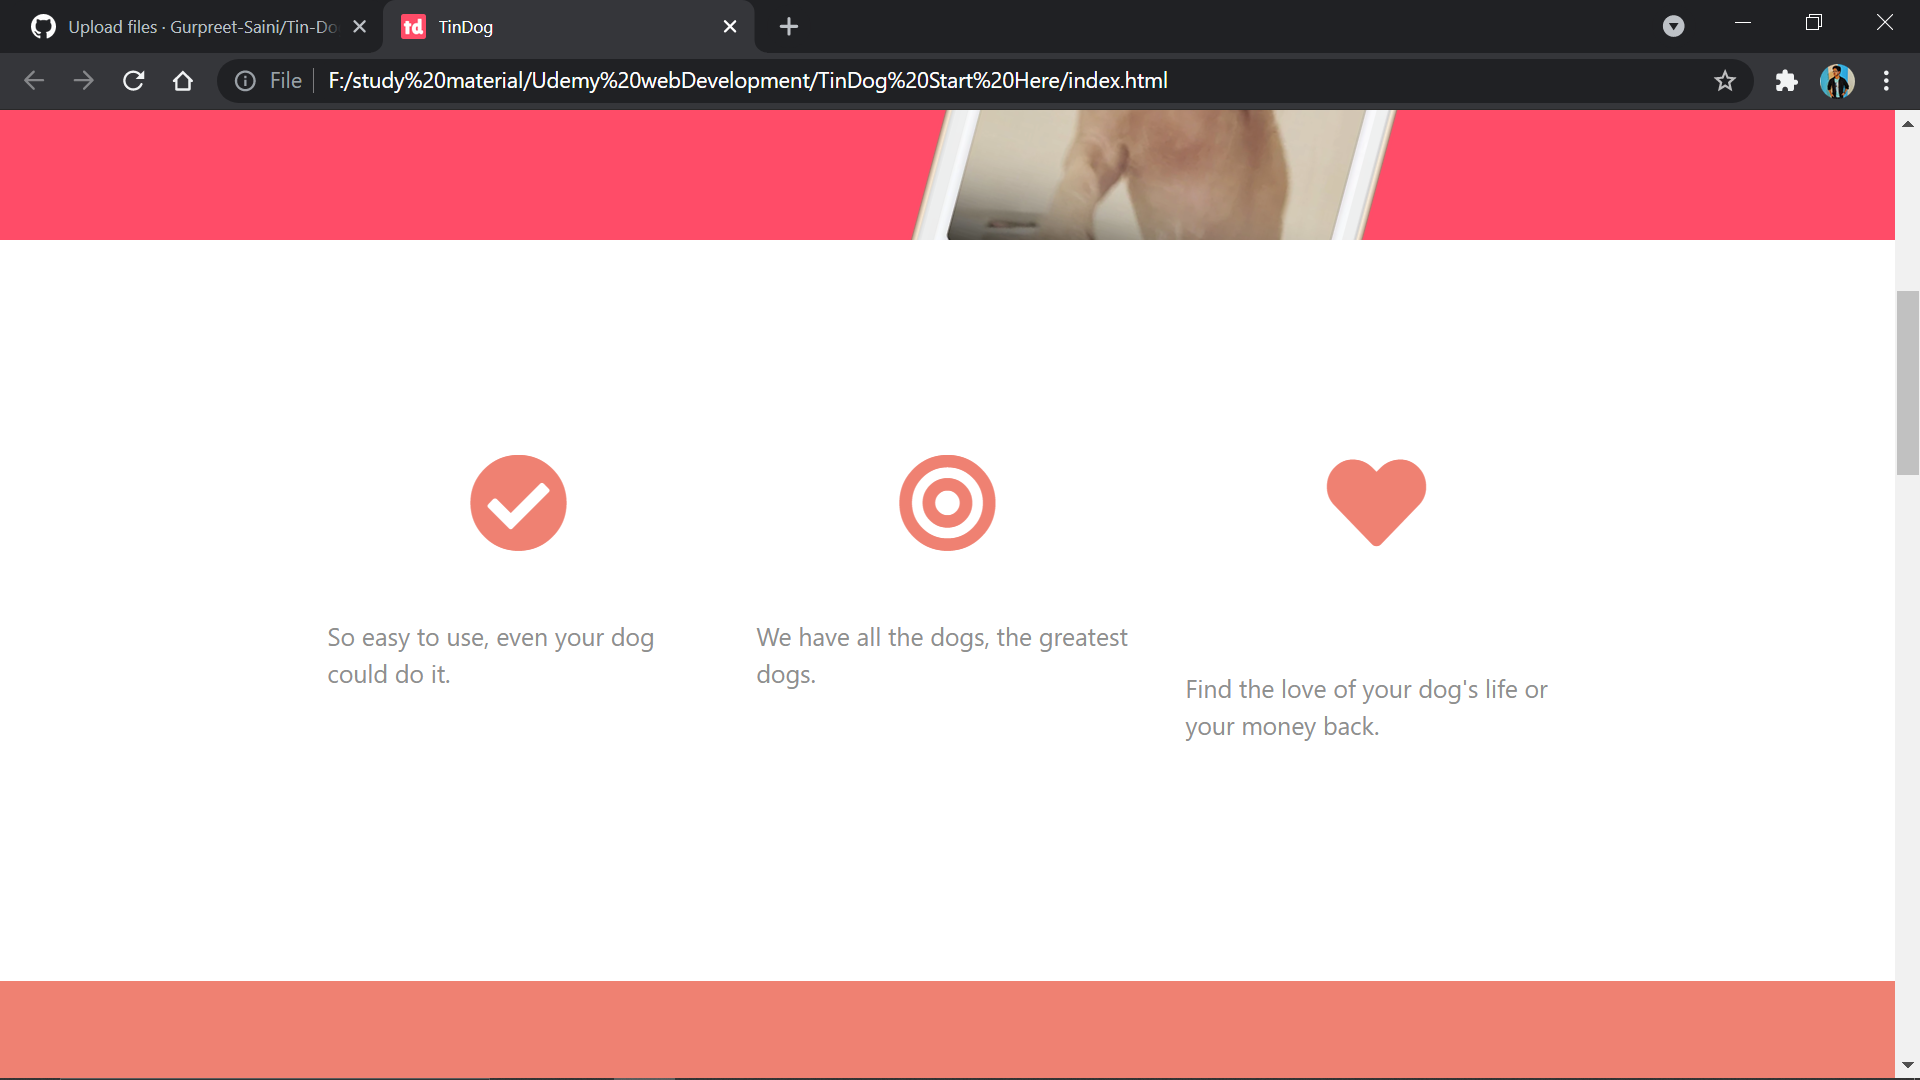 Upload files · Gurpreet-Saini/Tin-Do
td TinDog
File F:/study%20material/Udemy%20webDevelopment/TinDog%20Start%20Here/index.html
So easy to use, even your dog
could do it.
We have all the dogs, the greatest
dogs.
Find the love of your dog's life or
your money back.